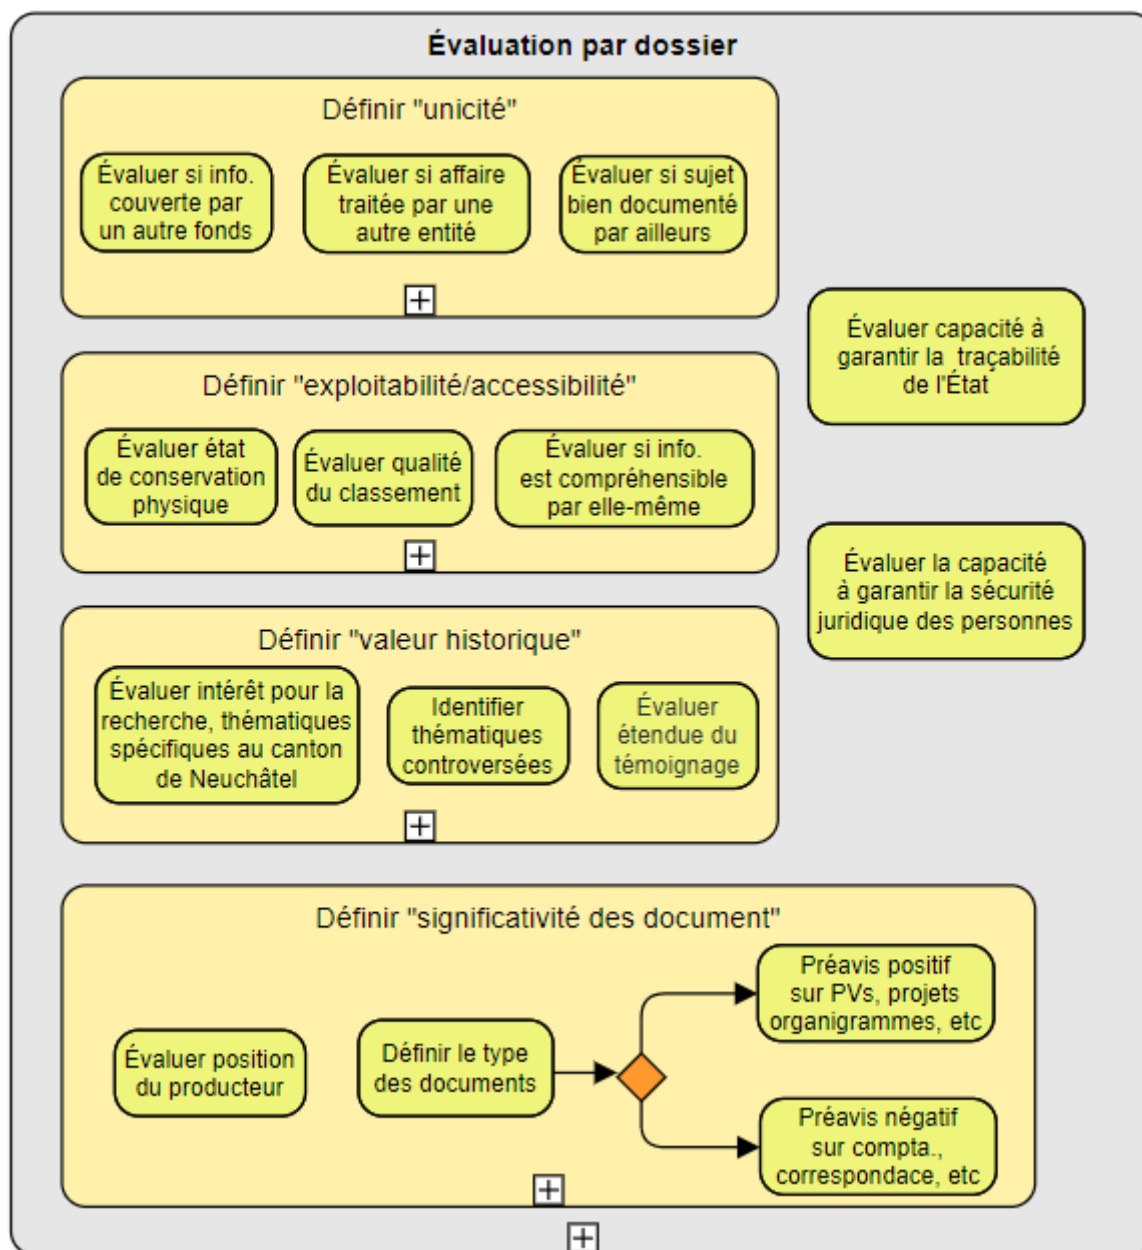 Évaluation par dossier
Définir "unicité"
Évaluer si info.
couverte par
un autre fonds
Évaluer si affaire
traitée par une
autre entité
Évaluer si sujet
bien documenté
par ailleurs
Évaluer capacité à
garantir la traçabilité
de l'État
Définir "exploitabilité/accessibilité"
Évaluer état
de conservation
physique
Évaluer qualité
du classement
Évaluer si info.
est compréhensible
par elle-même
Évaluer la capacité
à garantir la sécurité
juridique des personnes
Définir "valeur historique"
Évaluer intérêt pour la
recherche, thématiques
spécifiques au canton
de Neuchâtel
Identifier
thématiques
controversées
Évaluer
étendue du
témoignage
Définir "significativité des document"
Évaluer position
du producteur
Définir le type
des documents
Préavis positif
sur PVs, projets
organigrammes, etc
Préavis négatif
sur compta.,
correspondace, etc